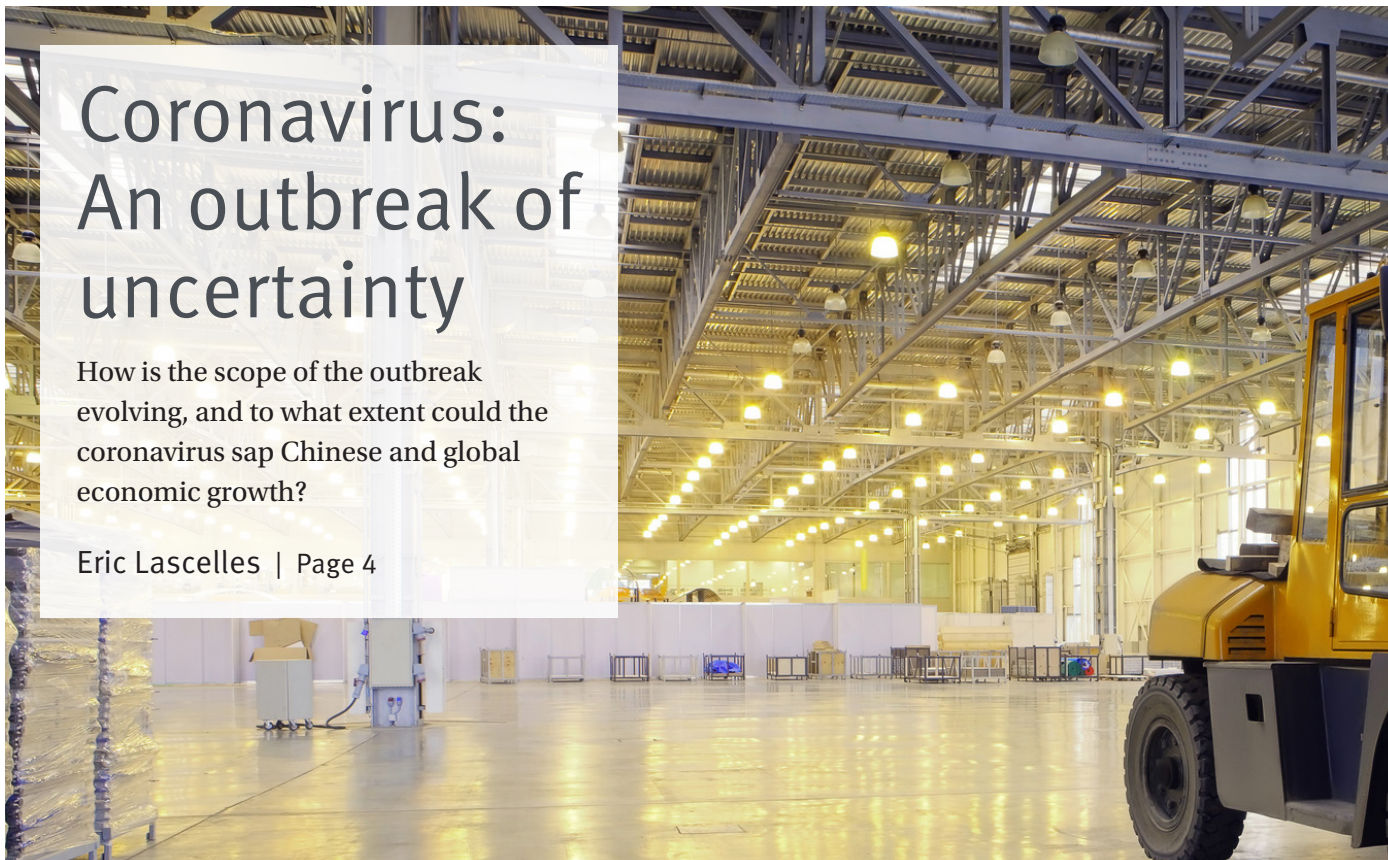 Coronavirus:
An outbreak of
uncertainty
How is the scope of the outbreak
evolving, and to what extent could the
coronavirus sap Chinese and global
economic growth?
Eric Lascelles | Page 4